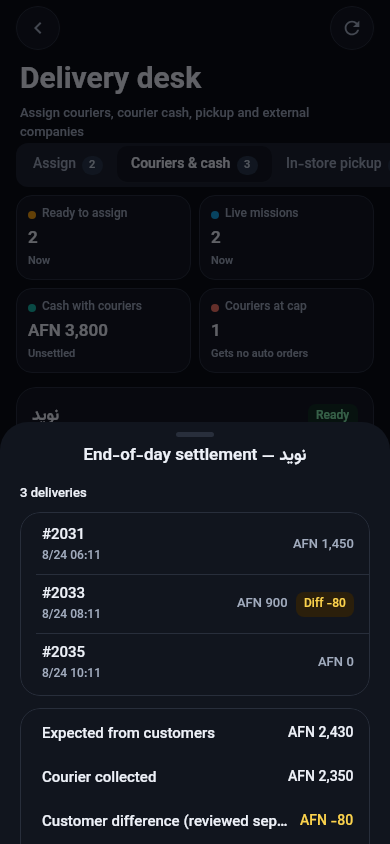 Delivery desk
Assign couriers, courier cash, pickup and external
companies
Assign 2 Couriers & cash 3 In-store pickup
Ready to assign
2
Now
Live missions
2
Now
Cash with couriers
AFN 3,800
Unsettled
Couriers at cap
1
Gets no auto orders
نوید Ready
End-of-day settlement — نوید
3 deliveries
#2031
8/24 06:11
AFN 1,450
#2033
8/24 08:11
AFN 900 Diff -80
#2035
8/24 10:11
AFN 0
Expected from customers AFN 2,430
Courier collected AFN 2,350
Customer difference (reviewed sep… AFN -80